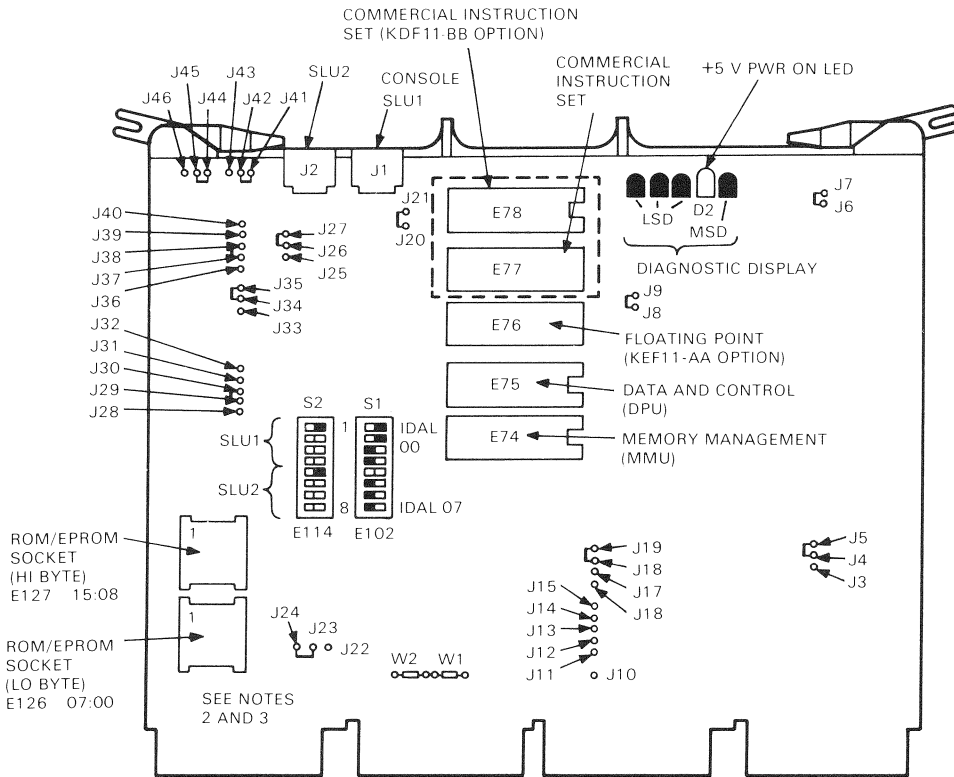 COMMERCIAL INSTRUCTION
SET (KDF11-BB OPTION)
COMMERCIAL
INSTRUCTION
SET
+5 V PWR ON LED
SLU2
CONSOLE
SLU1
J46
J45
J44
J43
J42
J41
J2
J1
J21
J20
E78
E77
E76
E75
E74
LSD
D2
MSD
DIAGNOSTIC DISPLAY
J7
J6
J9
J8
FLOATING POINT
(KEF11-AA OPTION)
DATA AND CONTROL
(DPU)
MEMORY MANAGEMENT
(MMU)
J40
J39
J38
J37
J36
J27
J26
J25
J35
J34
J33
J32
J31
J30
J29
J28
S2
S1
SLU1
SLU2
1
8
IDAL
00
IDAL 07
E114
E102
ROM/EPROM
SOCKET
(HI BYTE)
E127 15:08
1
ROM/EPROM
SOCKET
(LO BYTE)
E126 07:00
1
J24
J23
J22
SEE NOTES
2 AND 3
W2
W1
J19
J18
J17
J18
J15
J14
J13
J12
J11
J10
J5
J4
J3